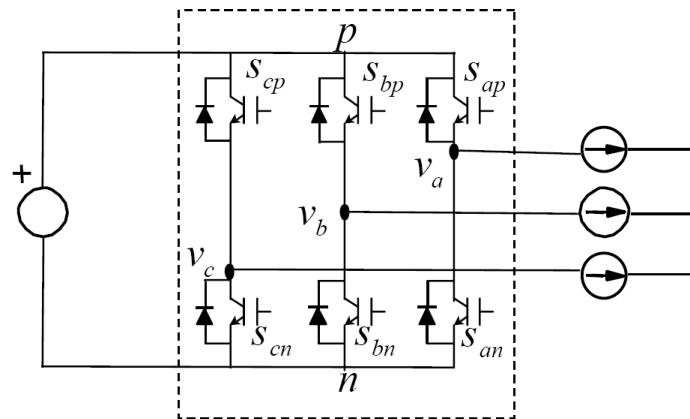 p
s_cp s_bp s_ap
+
v_a
v_b
v_c
s_cn s_bn s_an
n